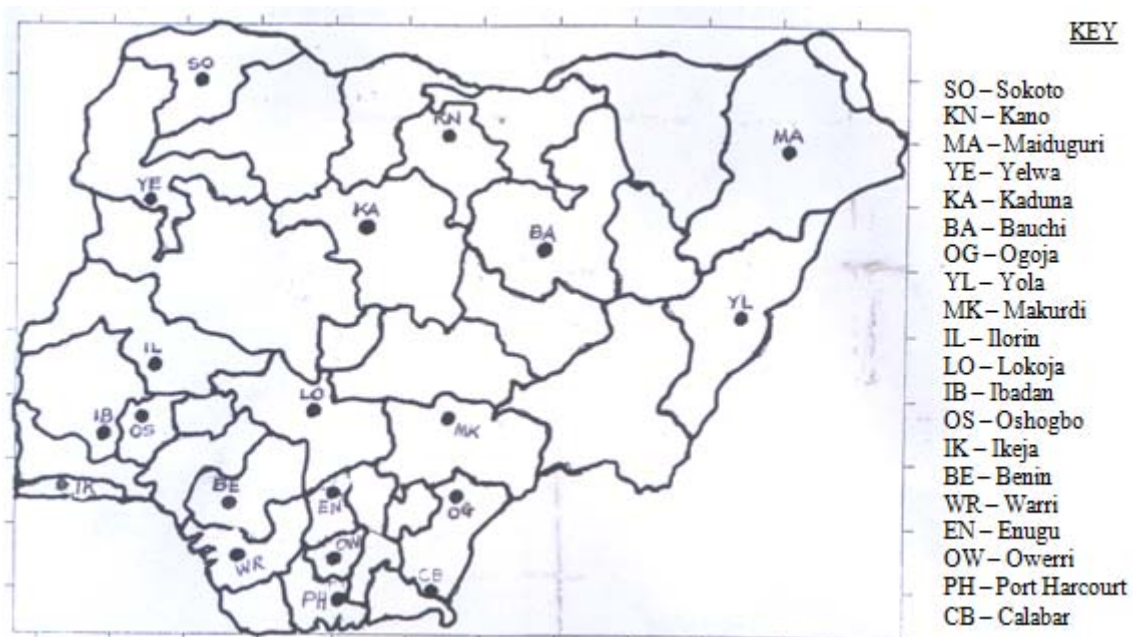 KEY
SO
SO – Sokoto
KN
KN – Kano
MA
MA – Maiduguri
YE
YE – Yelwa
KA
KA – Kaduna
BA
BA – Bauchi
OG – Ogoja
YL
YL – Yola
MK – Makurdi
IL
IL – Ilorin
LO
LO – Lokoja
IB
OS
MK
IB – Ibadan
OS – Oshogbo
IK
IK – Ikeja
BE
EN
OG
BE – Benin
WR – Warri
WR
OW
EN – Enugu
OW – Owerri
PH
CB
PH – Port Harcourt
CB – Calabar